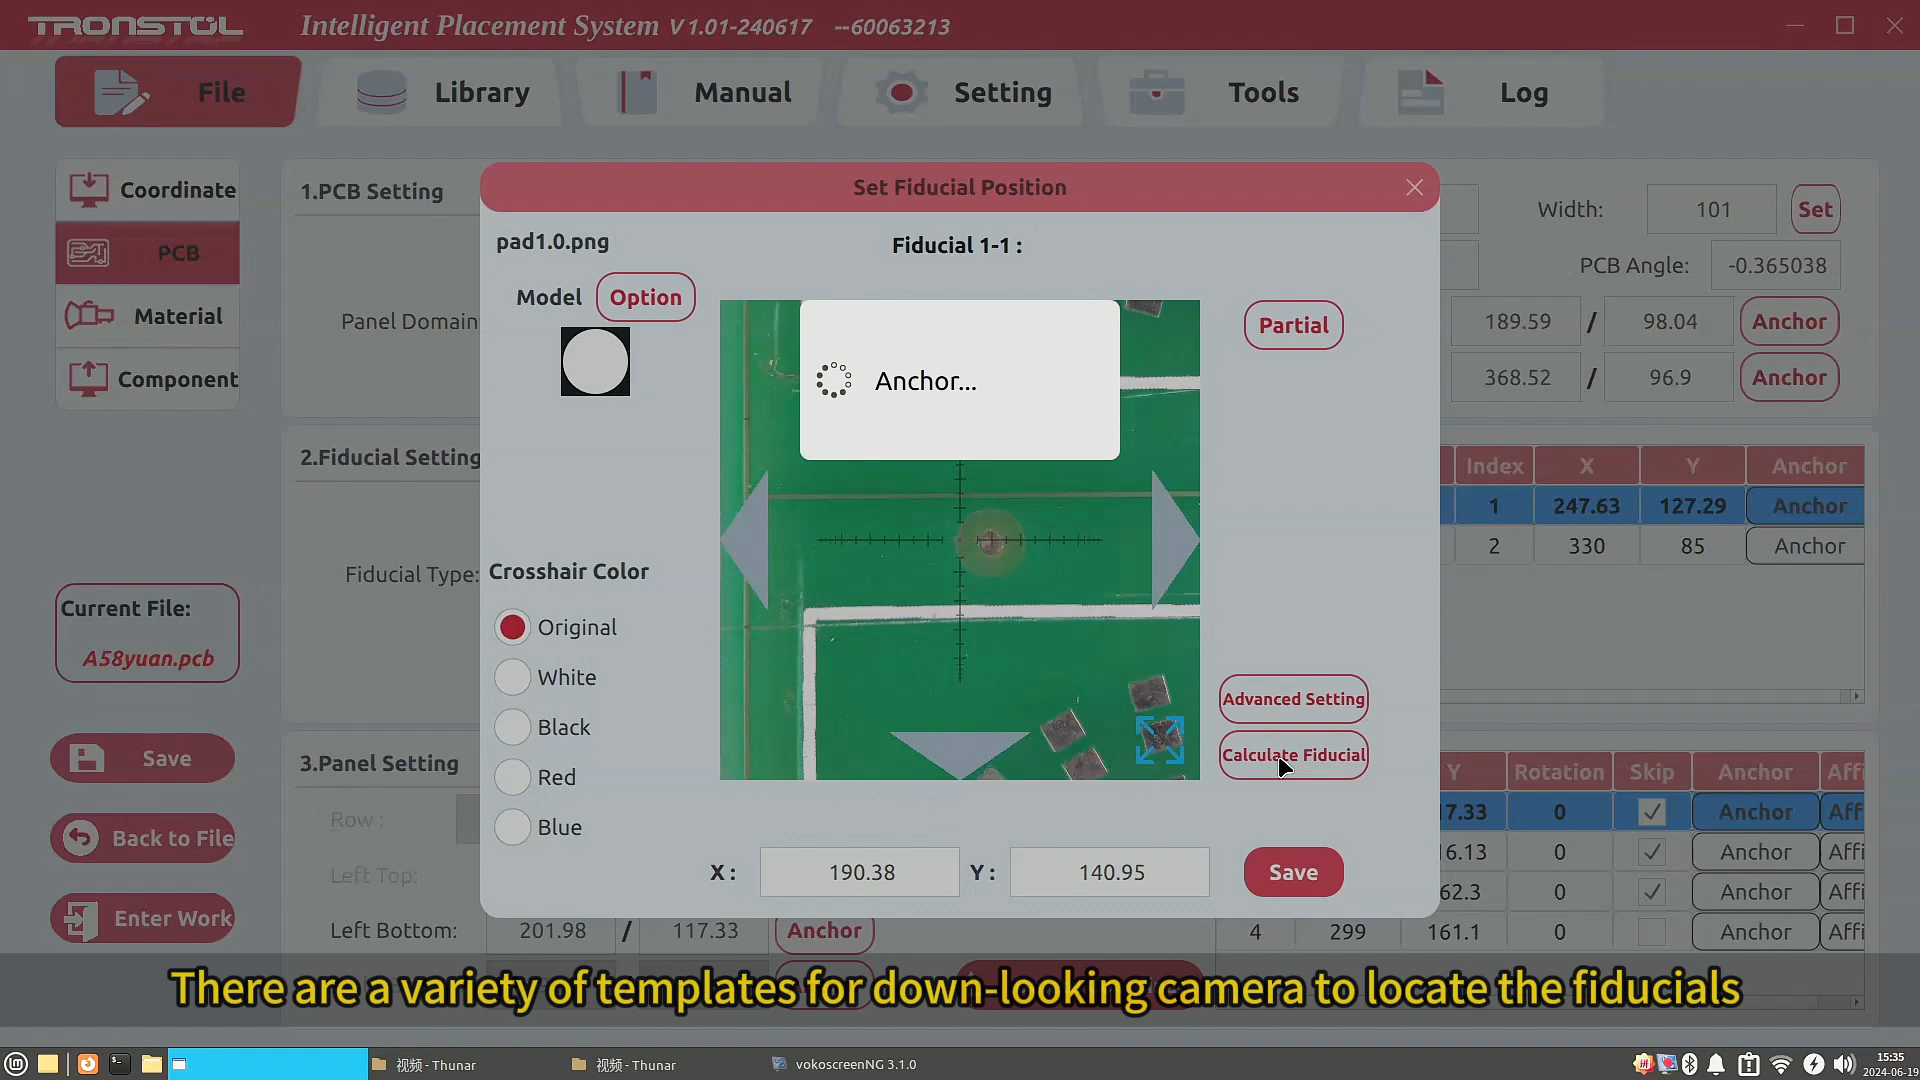 TRONSTOL
Intelligent Placement System V 1.01-240617 --60063213
File
Library
Manual
Setting
Tools
Log
Coordinate
PCB
Material
Component
Current File:
A58yuan.pcb
Save
Back to File
Enter Work
1.PCB Setting
Panel Domain
Width:
101
Set
PCB Angle:
-0.365038
189.59
/
98.04
Anchor
368.52
/
96.9
Anchor
2.Fiducial Setting
Fiducial Type:
Index
X
Y
Anchor
1
247.63
127.29
Anchor
2
330
85
Anchor
3.Panel Setting
Row :
Left Top:
Left Bottom:
201.98
/
117.33
Anchor
Y
Rotation
Skip
Anchor
Aff
17.33
0
Anchor
Aff
16.13
0
Anchor
Aff
62.3
0
Anchor
Aff
4
299
161.1
0
Anchor
Aff
Set Fiducial Position
pad1.0.png
Fiducial 1-1 :
Model
Option
Anchor...
Partial
Crosshair Color
Original
White
Black
Red
Blue
Advanced Setting
Calculate Fiducial
X :
190.38
Y :
140.95
Save
There are a variety of templates for down-looking camera to locate the fiducials
视频 - Thunar
视频 - Thunar
vokoscreenNG 3.1.0
15:35
2024-06-19